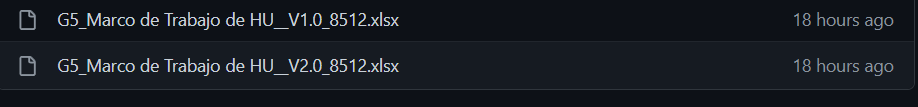 G5_Marco de Trabajo de HU__V1.0_8512.xlsx 18 hours ago
G5_Marco de Trabajo de HU__V2.0_8512.xlsx 18 hours ago